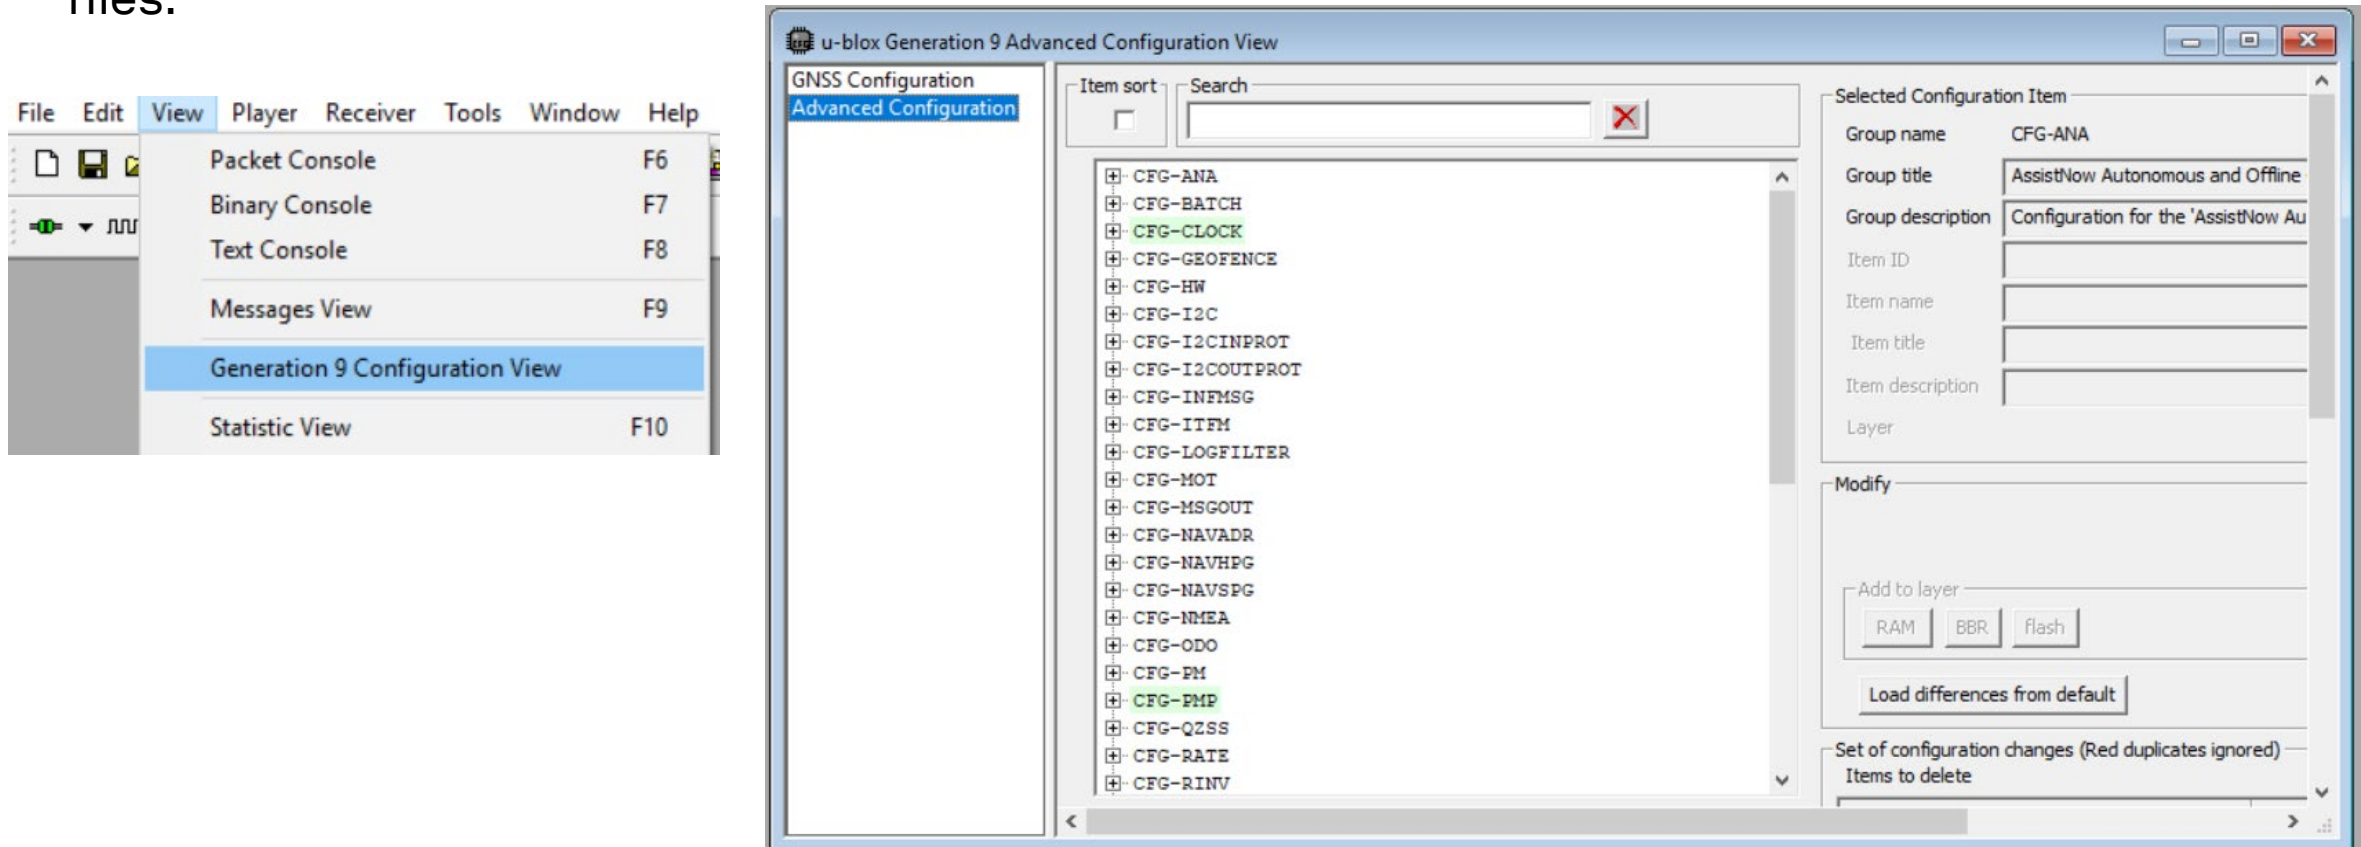 files.
File Edit View Player Receiver Tools Window Help
Packet Console F6
Binary Console F7
Text Console F8
Messages View F9
Generation 9 Configuration View
Statistic View F10
u-blox Generation 9 Advanced Configuration View
GNSS Configuration
Advanced Configuration
Item sort
Search
CFG-ANA
CFG-BATCH
CFG-CLOCK
CFG-GEOFENCE
CFG-HW
CFG-I2C
CFG-I2CINPROT
CFG-I2COUTPROT
CFG-INFMSG
CFG-ITFM
CFG-LOGFILTER
CFG-MOT
CFG-MSGOUT
CFG-NAVADR
CFG-NAVHPG
CFG-NAVSPG
CFG-NMEA
CFG-ODO
CFG-PM
CFG-PMP
CFG-QZSS
CFG-RATE
CFG-RINV
Selected Configuration Item
Group name CFG-ANA
Group title AssistNow Autonomous and Offline
Group description Configuration for the 'AssistNow Au
Item ID
Item name
Item title
Item description
Layer
Modify
Add to layer
RAM BBR flash
Load differences from default
Set of configuration changes (Red duplicates ignored)
Items to delete